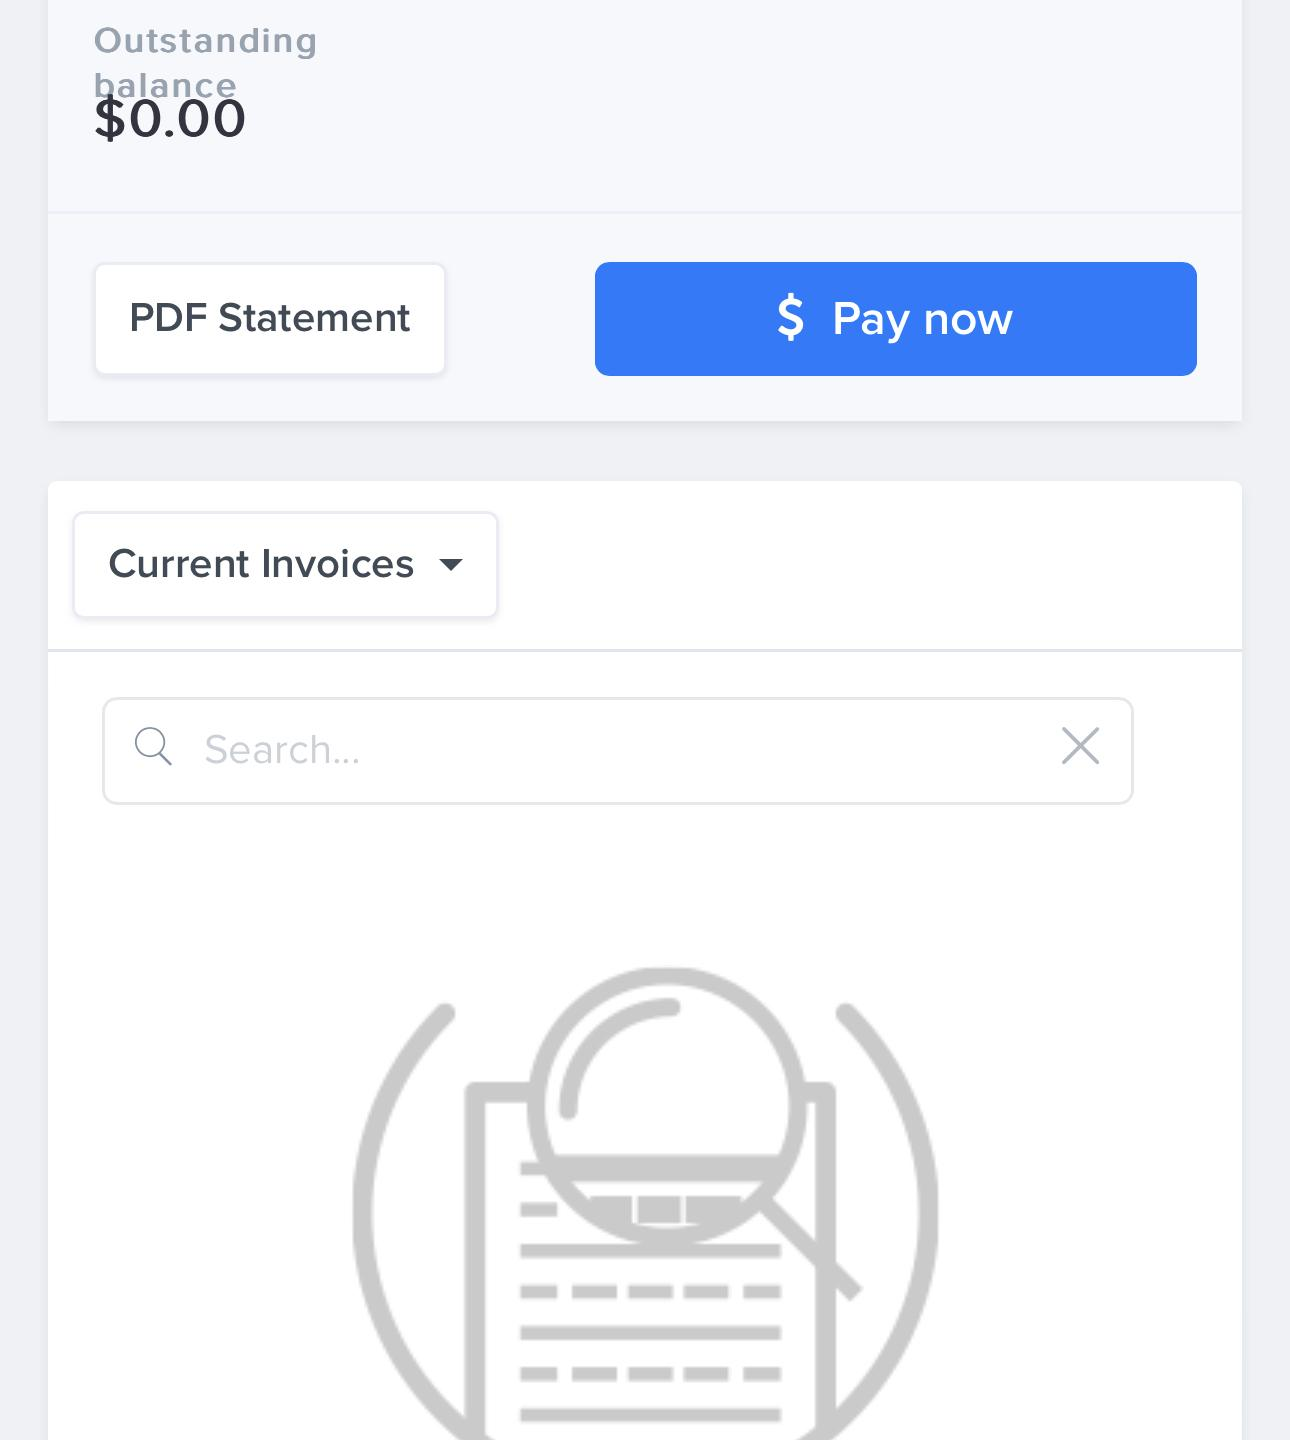 Outstanding
balance
$0.00
PDF Statement
$ Pay now
Current Invoices
Search...